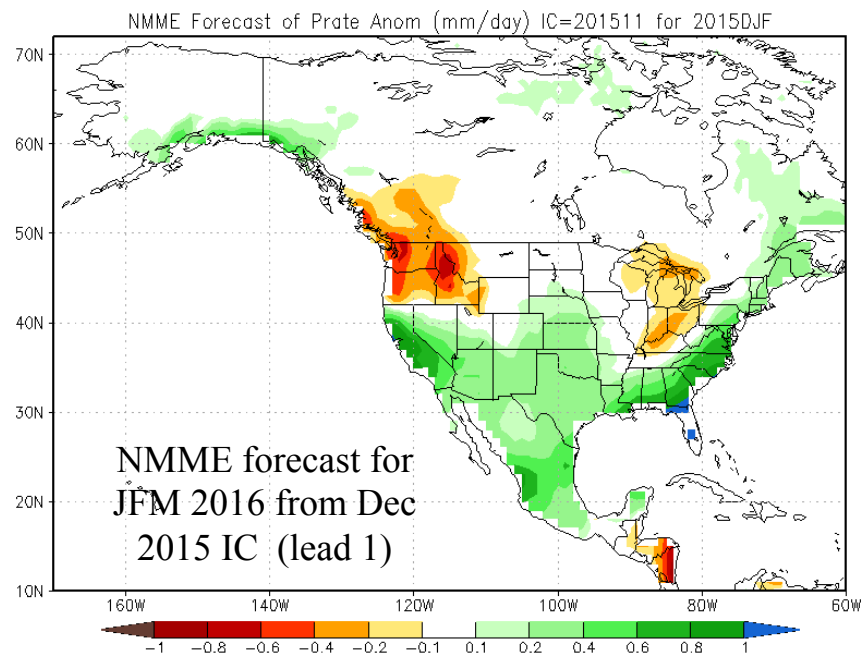 NMME Forecast of Prate Anom (mm/day) IC=201511 for 2015DJF
70N
60N
50N
40N
30N
20N
10N
NMME forecast for
JFM 2016 from Dec
2015 IC (lead 1)
160W 140W 120W 100W 80W 60W
-1 -0.8 -0.6 -0.4 -0.2 -0.1 0.1 0.2 0.4 0.6 0.8 1